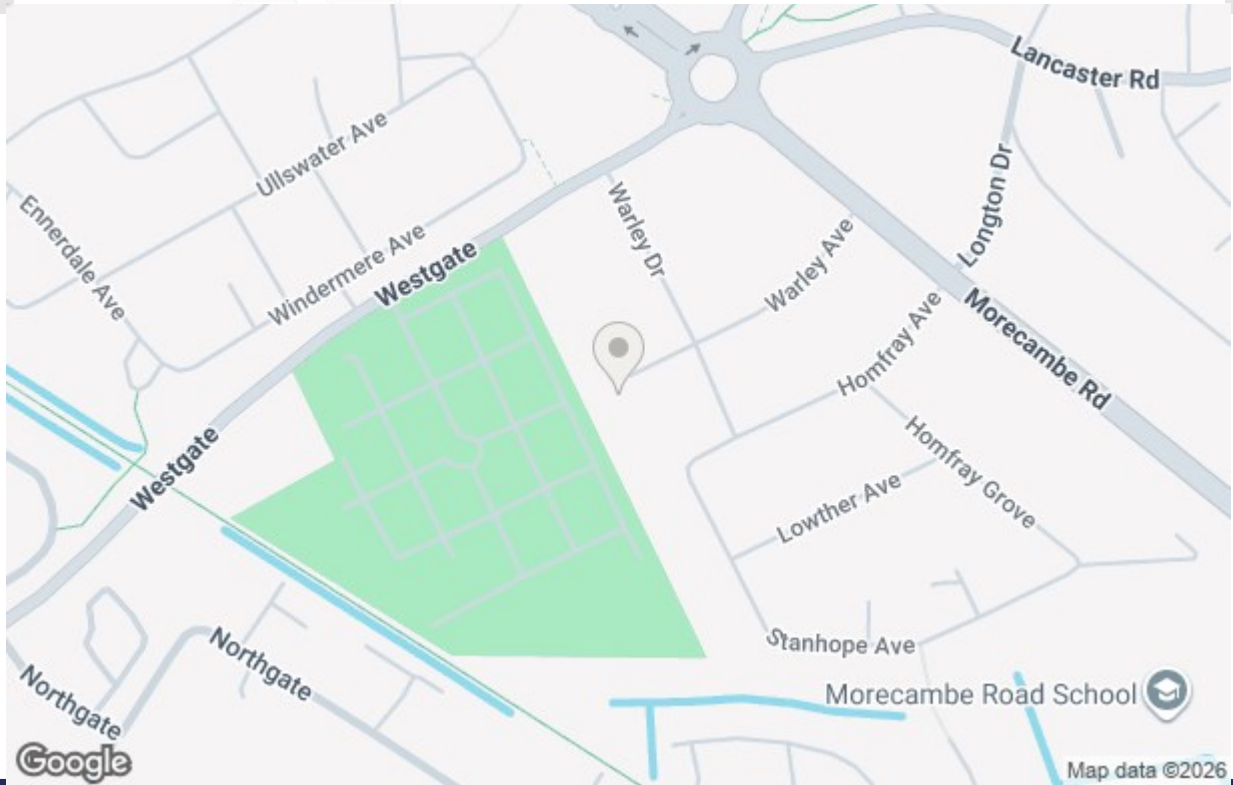 Lancaster Rd
Ullswater Ave
Longton Dr
Ennerdale Ave
Warley Dr
Windermere Ave
Westgate
Warley Ave
Homfray Ave
Morecambe Rd
Westgate
Homfray Grove
Lowther Ave
Stanhope Ave
Northgate
Northgate
Morecambe Road School
Google
Map data ©2026